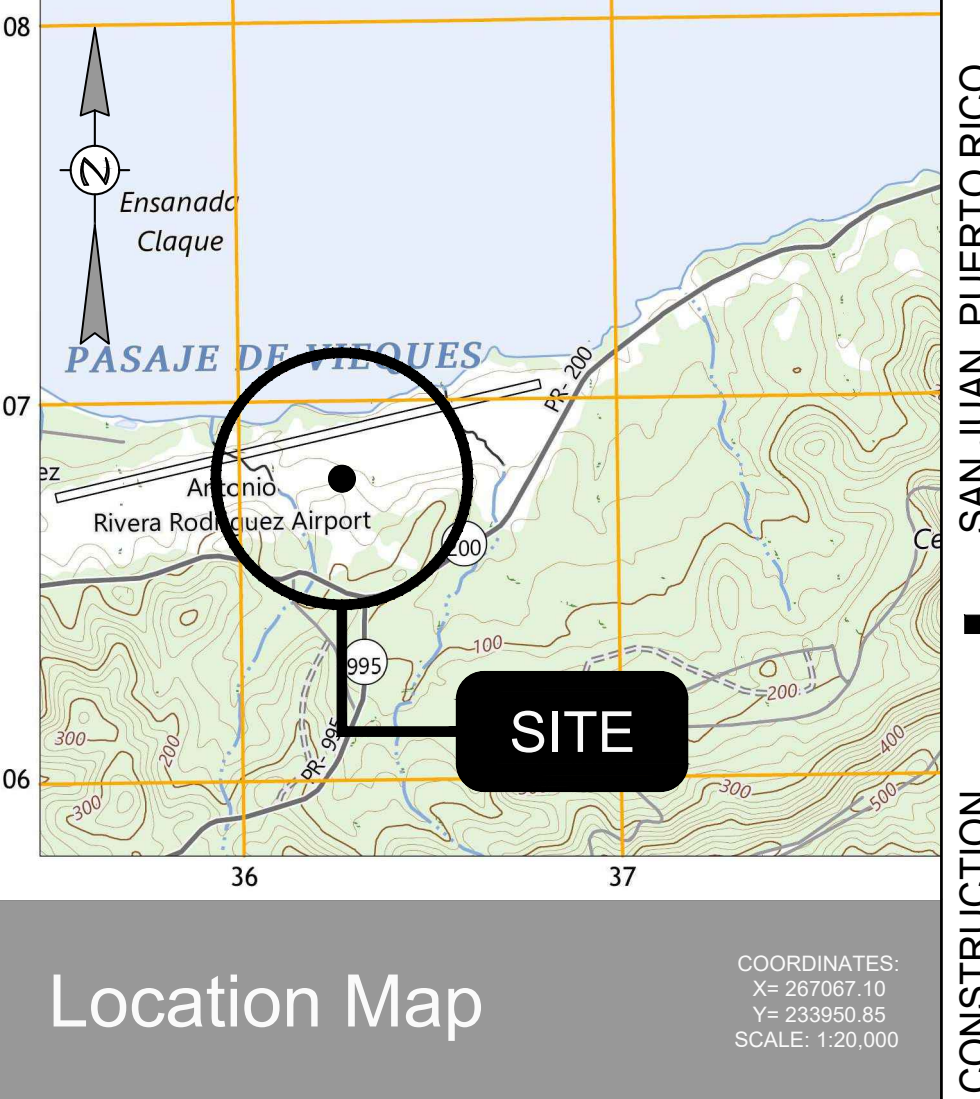 08
Ensenada
Claque
PASAJE DE VIEQUES
07
PR- 200
Antonio
Rivera Rodriguez Airport
200
Ce
100
995
200
SITE
PR- 995
300
200
300
06
300
400
500
36
37
Location Map
COORDINATES:
X= 267067.10
Y= 233950.85
SCALE: 1:20,000
SAN JUAN, PUERTO RICO
CONSTRUCTION
N